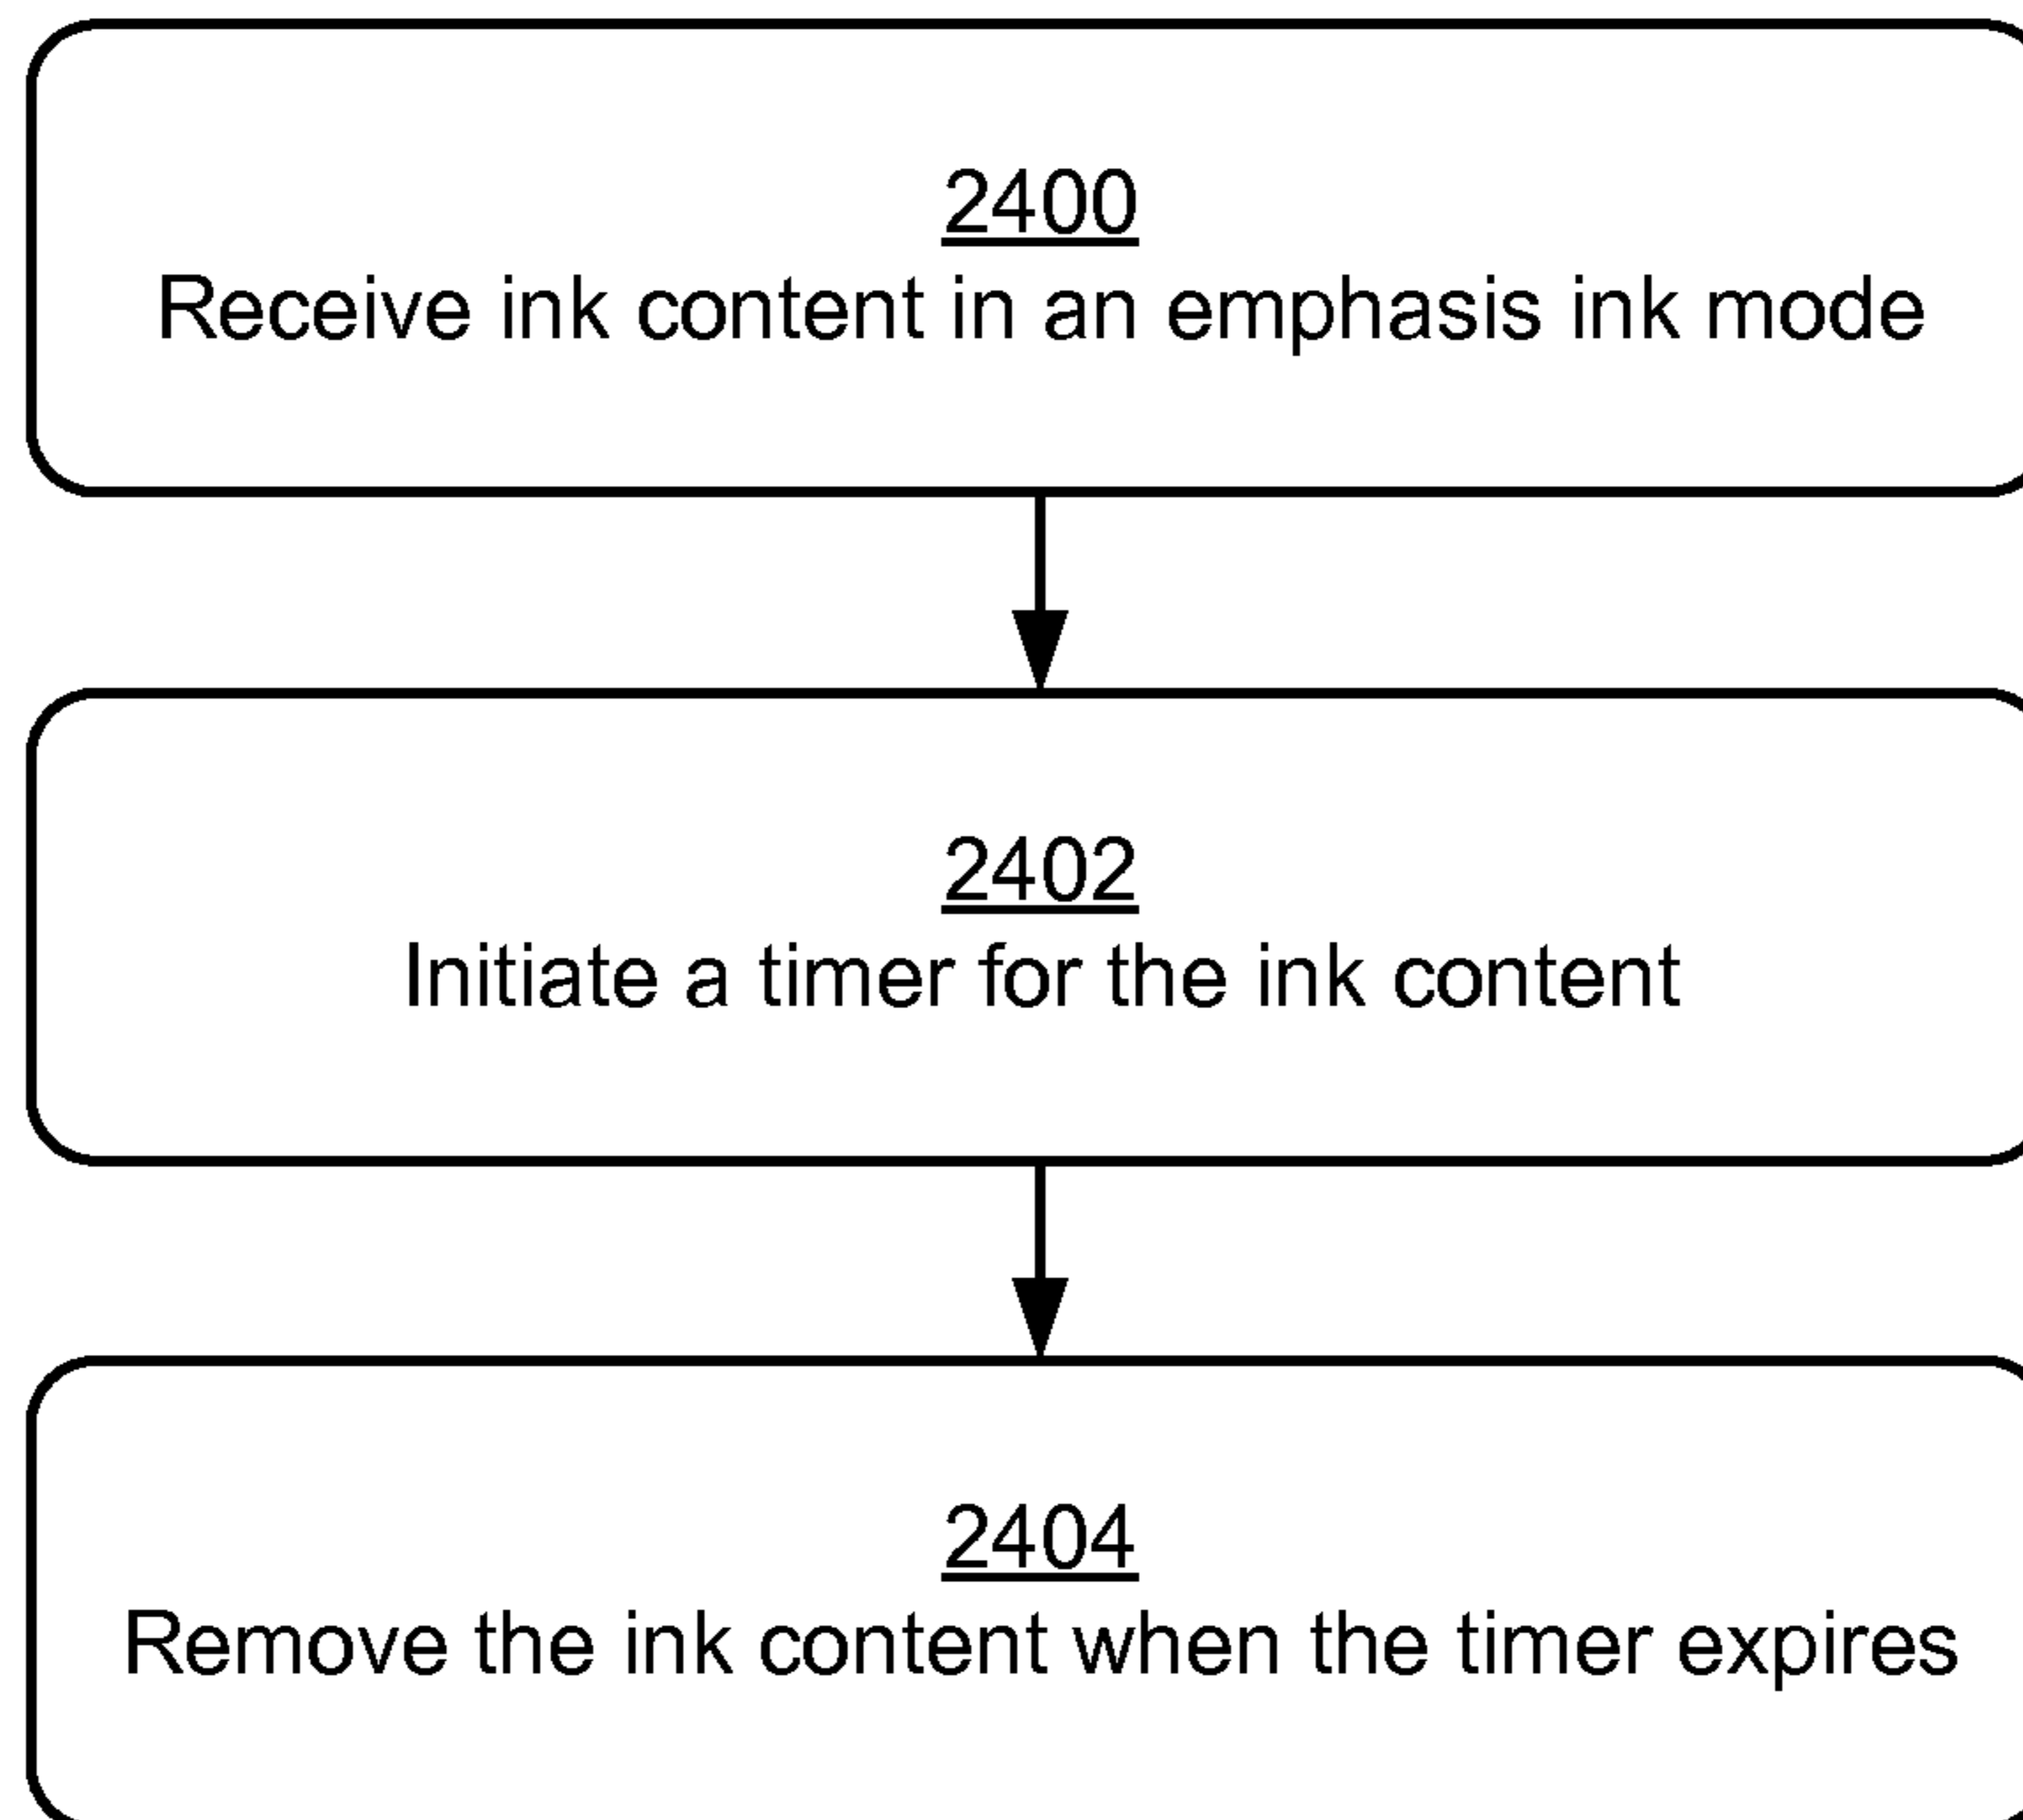 2400
Receive ink content in an emphasis ink mode
2402
Initiate a timer for the ink content
2404
Remove the ink content when the timer expires